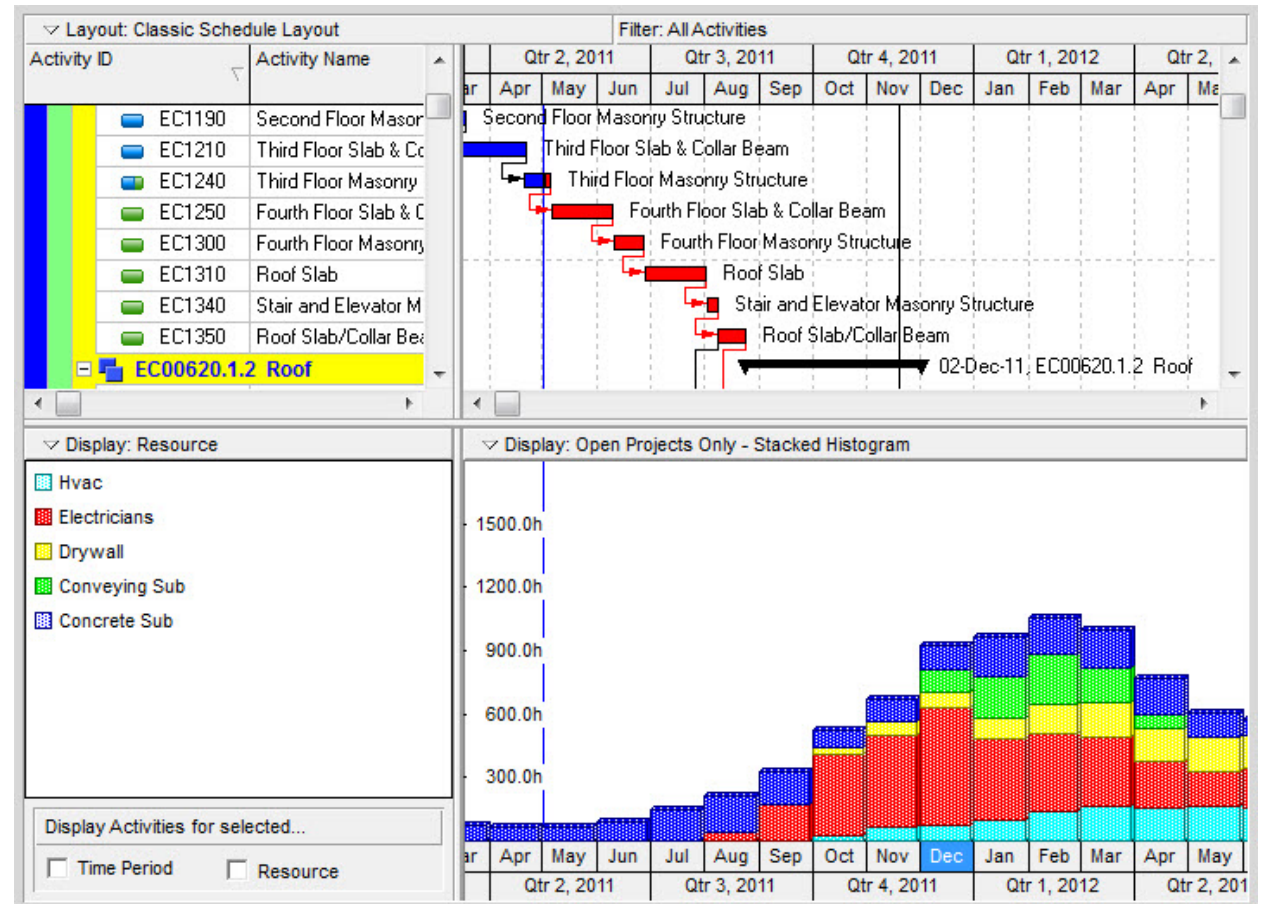 Layout: Classic Schedule Layout Filter: All Activities
Activity ID Activity Name Qtr 2, 2011 Qtr 3, 2011 Qtr 4, 2011 Qtr 1, 2012 Qtr 2,
ar Apr May Jun Jul Aug Sep Oct Nov Dec Jan Feb Mar Apr Ma
EC1190 Second Floor Mason Second Floor Masonry Structure
EC1210 Third Floor Slab & Co Third Floor Slab & Collar Beam
EC1240 Third Floor Masonry Third Floor Masonry Structure
EC1250 Fourth Floor Slab & C Fourth Floor Slab & Collar Beam
EC1300 Fourth Floor Masonry Fourth Floor Masonry Structure
EC1310 Roof Slab Roof Slab
EC1340 Stair and Elevator M Stair and Elevator Masonry Structure
EC1350 Roof Slab/Collar Bea Roof Slab/Collar Beam
EC00620.1.2 Roof 02-Dec-11, EC00620.1.2 Roof
Display: Resource Display: Open Projects Only - Stacked Histogram
Hvac
Electricians
Drywall
Conveying Sub
Concrete Sub
1500.0h
1200.0h
900.0h
600.0h
300.0h
Display Activities for selected...
Time Period Resource
ar Apr May Jun Jul Aug Sep Oct Nov Dec Jan Feb Mar Apr May
Qtr 2, 2011 Qtr 3, 2011 Qtr 4, 2011 Qtr 1, 2012 Qtr 2, 201